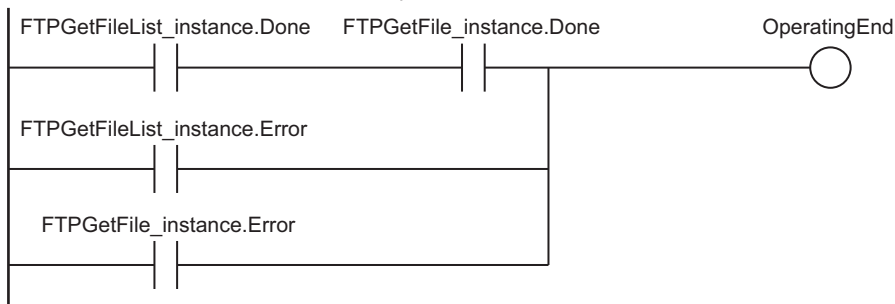 FTPGetFileList_instance.Done FTPGetFile_instance.Done OperatingEnd
FTPGetFileList_instance.Error
FTPGetFile_instance.Error